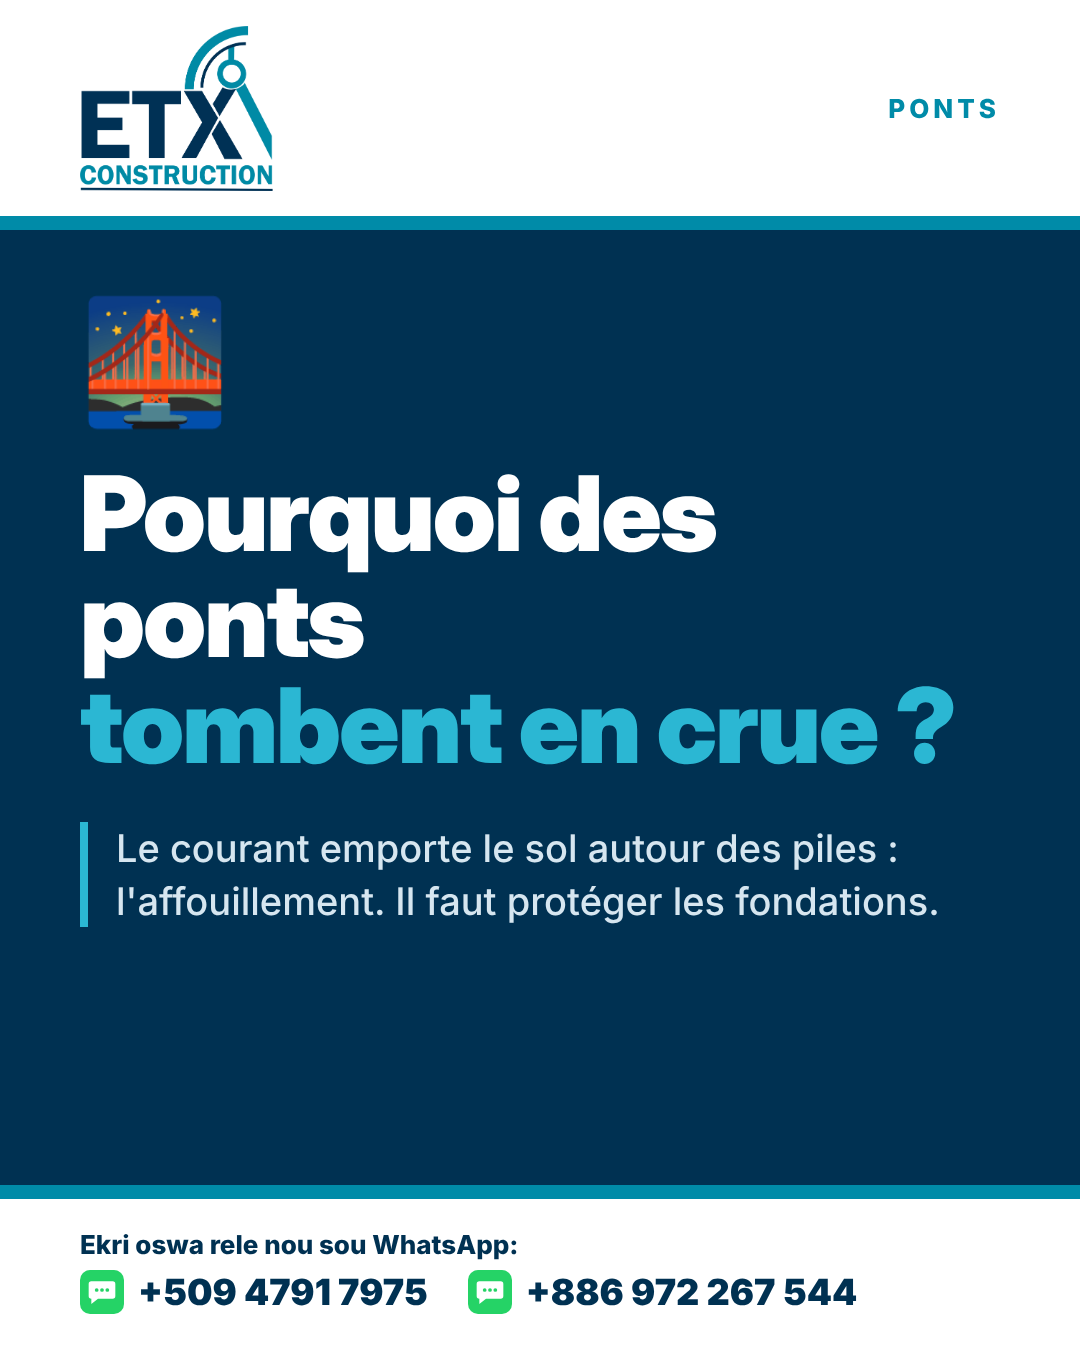 ETX
CONSTRUCTION
PONTS
Pourquoi des
ponts
tombent en crue ?
Le courant emporte le sol autour des piles :
l'affouillement. Il faut protéger les fondations.
Ekri oswa rele nou sou WhatsApp:
+509 4791 7975 +886 972 267 544